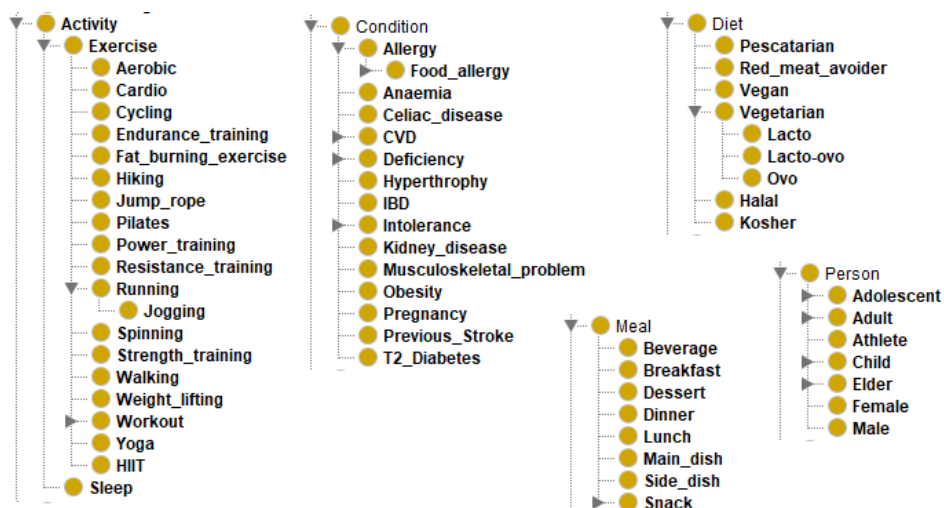 Activity
Exercise
Aerobic
Cardio
Cycling
Endurance_training
Fat_burning_exercise
Hiking
Jump_rope
Pilates
Power_training
Resistance_training
Running
Jogging
Spinning
Strength_training
Walking
Weight_lifting
Workout
Yoga
HIIT
Sleep
Condition
Allergy
Food_allergy
Anaemia
Celiac_disease
CVD
Deficiency
Hyperthrophy
IBD
Intolerance
Kidney_disease
Musculoskeletal_problem
Obesity
Pregnancy
Previous_Stroke
T2_Diabetes
Diet
Pescatarian
Red_meat_avoider
Vegan
Vegetarian
Lacto
Lacto-ovo
Ovo
Halal
Kosher
Meal
Beverage
Breakfast
Dessert
Dinner
Lunch
Main_dish
Side_dish
Snack
Person
Adolescent
Adult
Athlete
Child
Elder
Female
Male